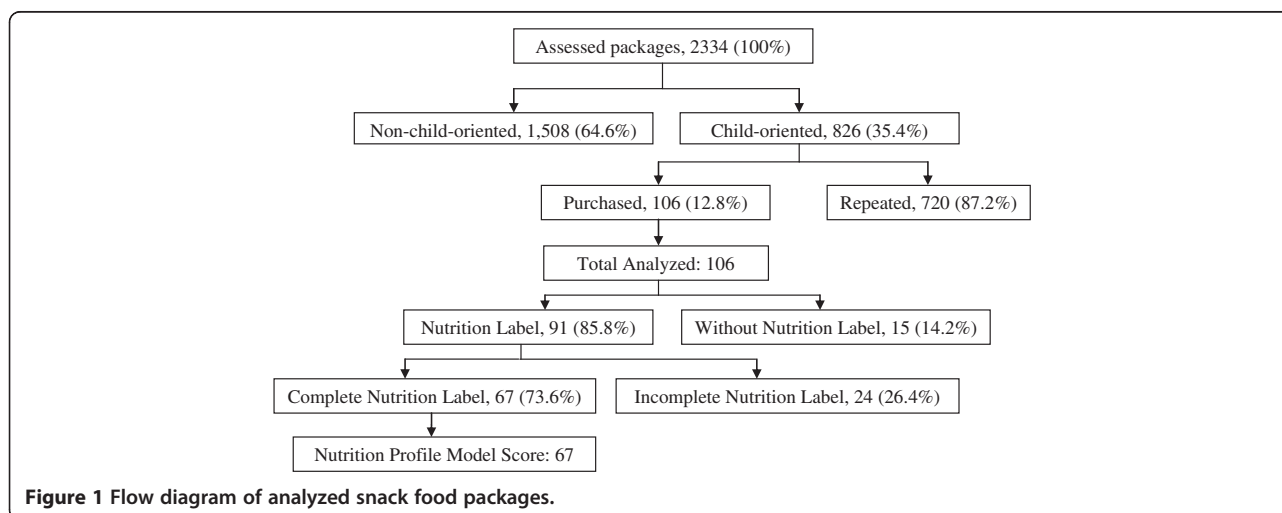 Assessed packages, 2334 (100%)
Non-child-oriented, 1,508 (64.6%)
Child-oriented, 826 (35.4%)
Purchased, 106 (12.8%)
Repeated, 720 (87.2%)
Total Analyzed: 106
Nutrition Label, 91 (85.8%)
Without Nutrition Label, 15 (14.2%)
Complete Nutrition Label, 67 (73.6%)
Incomplete Nutrition Label, 24 (26.4%)
Nutrition Profile Model Score: 67
Figure 1 Flow diagram of analyzed snack food packages.